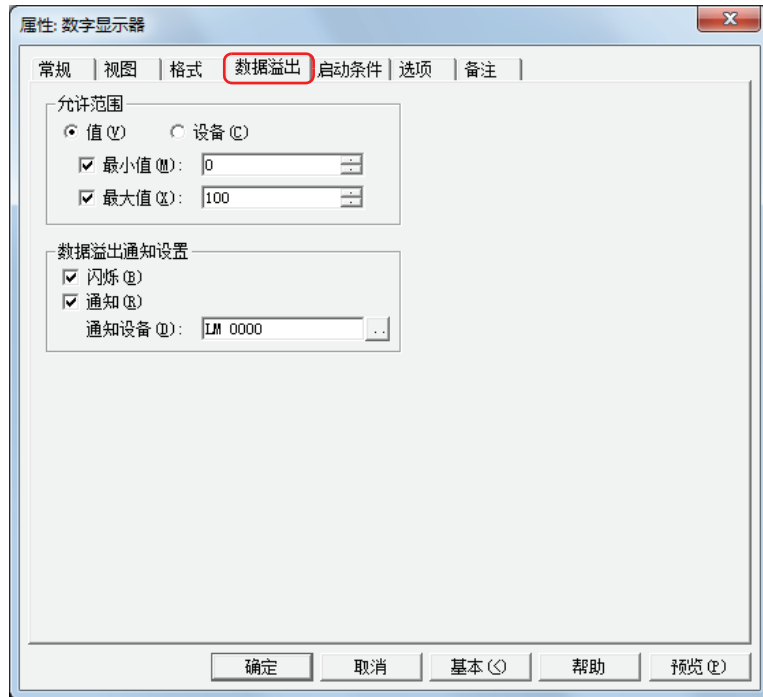 属性: 数字显示器
常规 视图 格式 数据溢出 启动条件 选项 备注
允许范围
值(V) 设备(C)
最小值(M): 0
最大值(X): 100
数据溢出通知设置
闪烁(B)
通知(R)
通知设备(D): LM 0000 ..
确定 取消 基本(<) 帮助 预览(P)